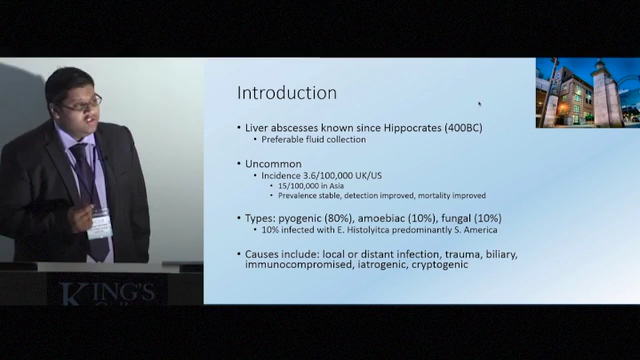 Introduction
• Liver abscesses known since Hippocrates (400BC)
• Preferable fluid collection
• Uncommon
• Incidence 3.6/100,000 UK/US
• 15/100,000 in Asia
• Prevalence stable, detection improved, mortality improved
• Types: pyogenic (80%), amoebiac (10%), fungal (10%)
• 10% infected with E. Histolyitca predominantly S. America
• Causes include: local or distant infection, trauma, biliary,
immunocompromised, iatrogenic, cryptogenic
KING'S